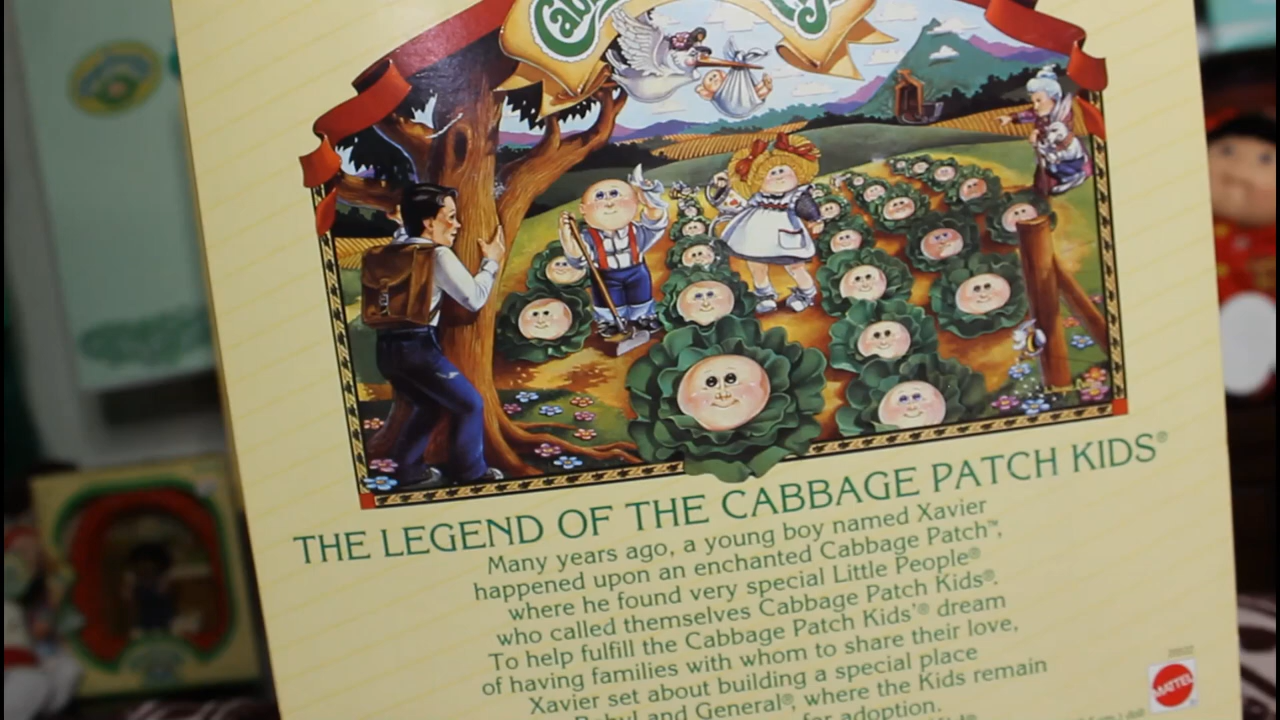 THE LEGEND OF THE CABBAGE PATCH KIDS®
Many years ago, a young boy named Xavier
happened upon an enchanted Cabbage Patch™,
where he found very special Little People®
who called themselves Cabbage Patch Kids®.
To help fulfill the Cabbage Patch Kids'® dream
of having families with whom to share their love,
Xavier set about building a special place
and General®, where the Kids remain
for adoption.
MATTEL